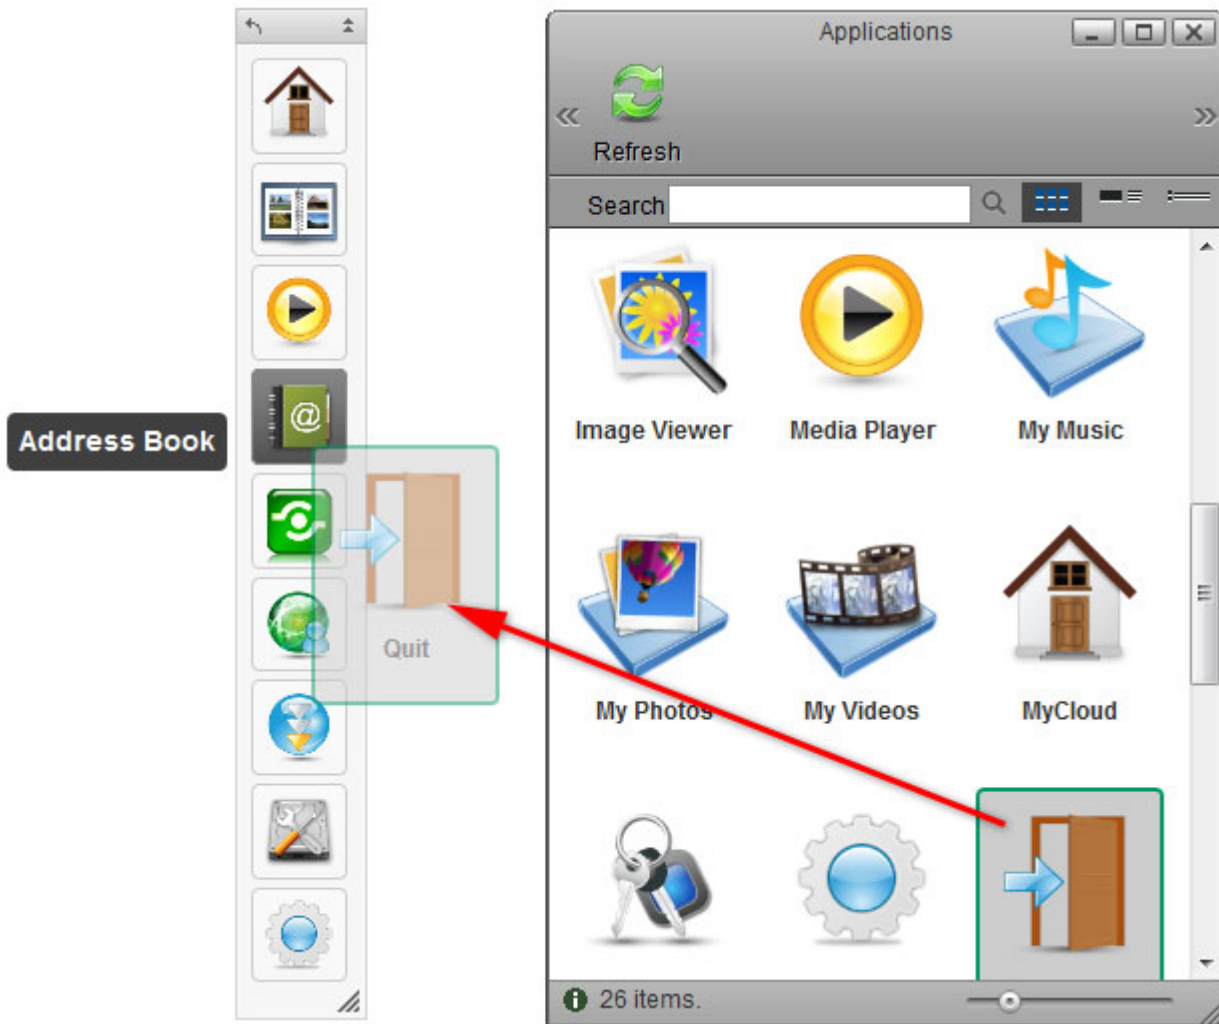 Applications
Refresh
Search
Image Viewer
Media Player
My Music
Address Book
@
Quit
My Photos
My Videos
MyCloud
26 items.